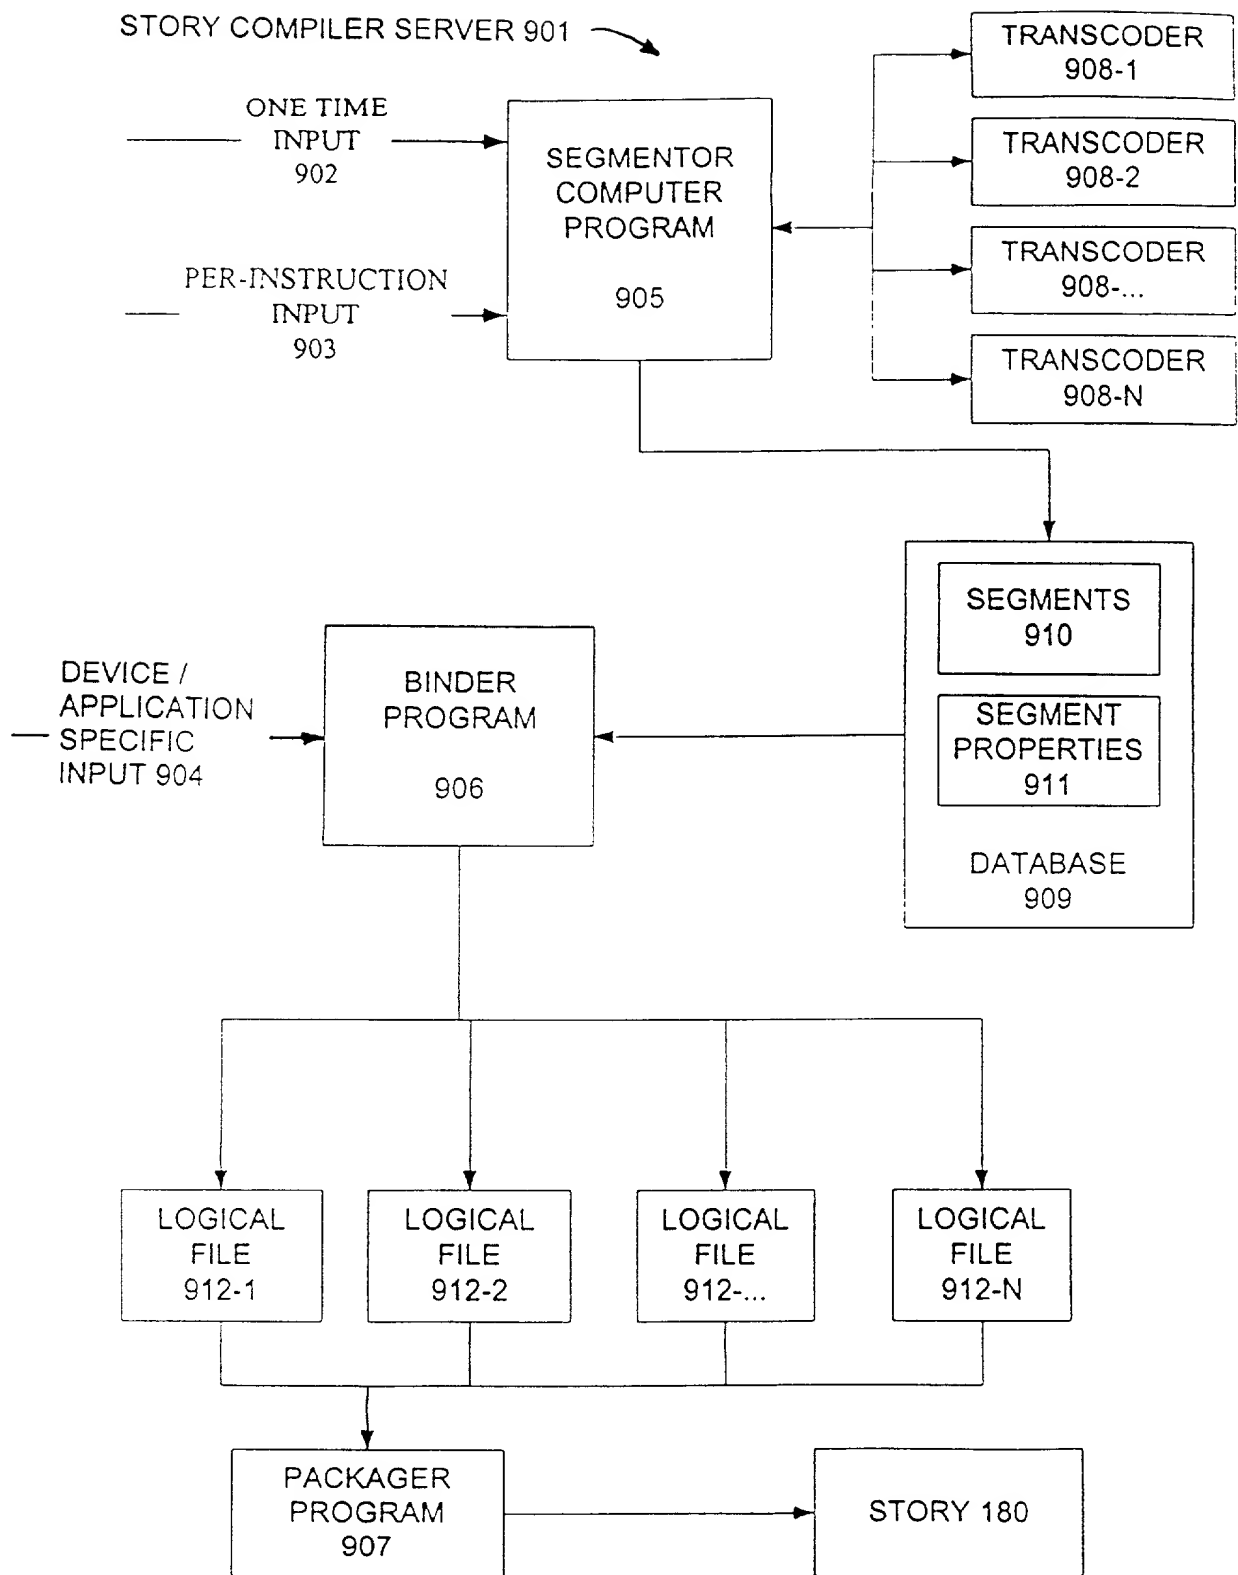 STORY COMPILER SERVER 901
ONE TIME
INPUT
902
PER-INSTRUCTION
INPUT
903
SEGMENTOR
COMPUTER
PROGRAM
905
TRANSCODER
908-1
TRANSCODER
908-2
TRANSCODER
908-...
TRANSCODER
908-N
DEVICE /
APPLICATION
SPECIFIC
INPUT 904
BINDER
PROGRAM
906
SEGMENTS
910
SEGMENT
PROPERTIES
911
DATABASE
909
LOGICAL
FILE
912-1
LOGICAL
FILE
912-2
LOGICAL
FILE
912-...
LOGICAL
FILE
912-N
PACKAGER
PROGRAM
907
STORY 180